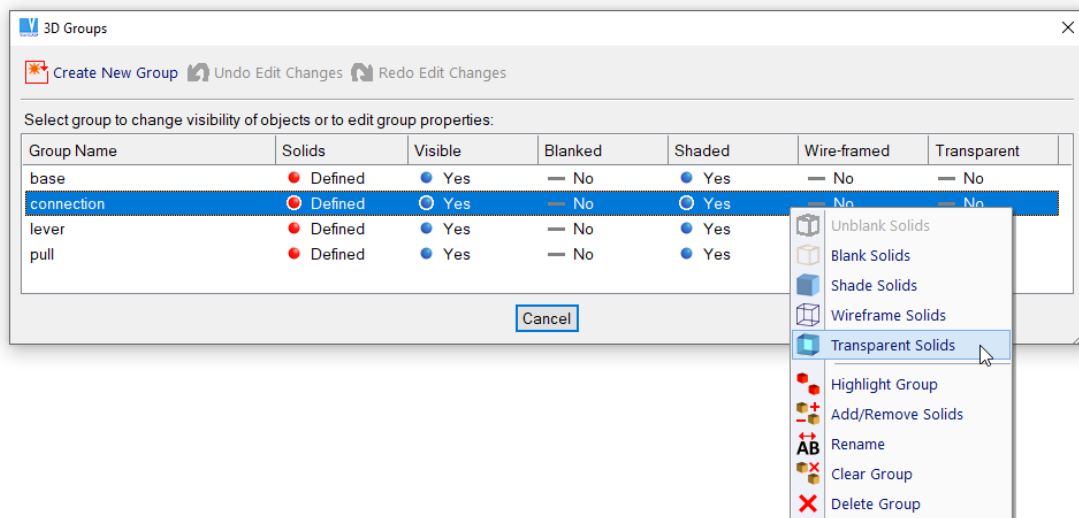 3D Groups
Create New Group Undo Edit Changes Redo Edit Changes
Select group to change visibility of objects or to edit group properties:
Group Name Solids Visible Blanked Shaded Wire-framed Transparent
base Defined Yes No Yes No No
connection Defined Yes No Yes No No
lever Defined Yes No Yes
pull Defined Yes No Yes
Cancel
Unblank Solids
Blank Solids
Shade Solids
Wireframe Solids
Transparent Solids
Highlight Group
Add/Remove Solids
AB Rename
Clear Group
Delete Group